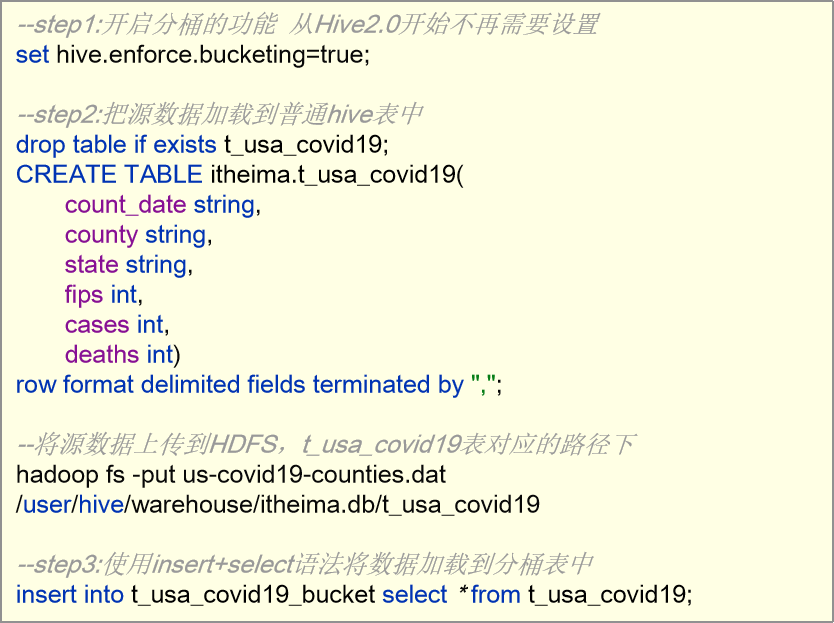 --step1:开启分桶的功能 从Hive2.0开始不再需要设置
set hive.enforce.bucketing=true;
--step2:把源数据加载到普通hive表中
drop table if exists t_usa_covid19;
CREATE TABLE itheima.t_usa_covid19(
count_date string,
county string,
state string,
fips int,
cases int,
deaths int)
row format delimited fields terminated by ",";
--将源数据上传到HDFS，t_usa_covid19表对应的路径下
hadoop fs -put us-covid19-counties.dat
/user/hive/warehouse/itheima.db/t_usa_covid19
--step3:使用insert+select语法将数据加载到分桶表中
insert into t_usa_covid19_bucket select *from t_usa_covid19;